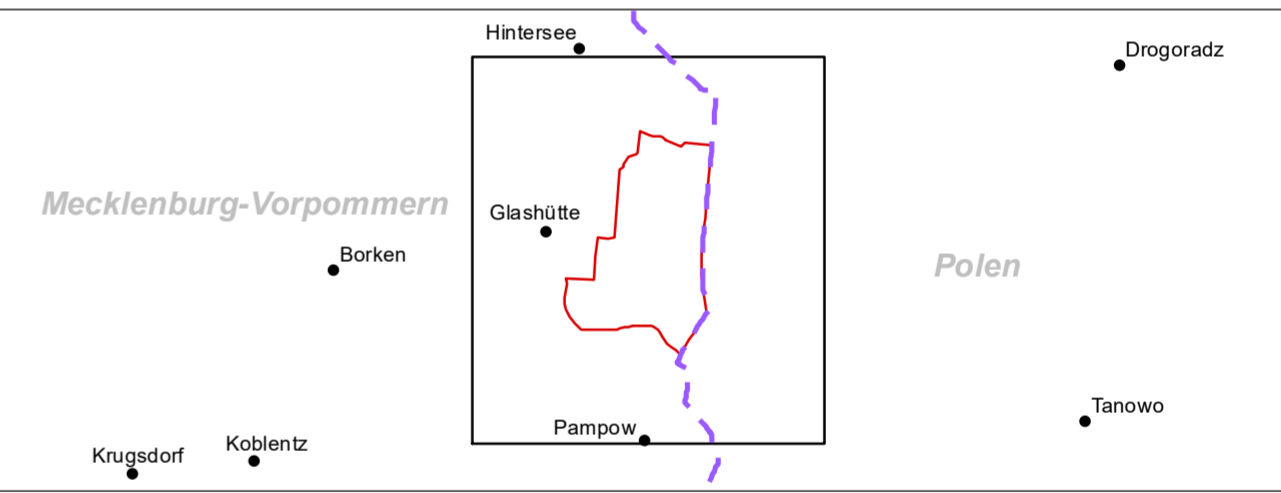 Hintersee
Drogoradz
Mecklenburg-Vorpommern
Glashütte
Borken
Polen
Tanowo
Pampow
Koblentz
Krugsdorf